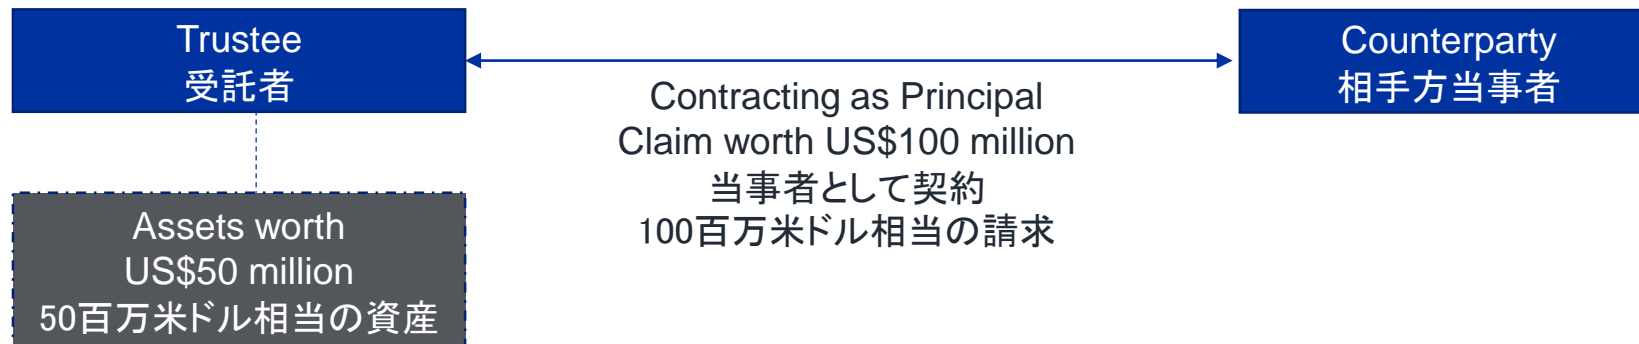 Trustee
受託者
Counterparty
相手方当事者
Contracting as Principal
Claim worth US$100 million
当事者として契約
100百万米ドル相当の請求
Assets worth
US$50 million
50百万米ドル相当の資産